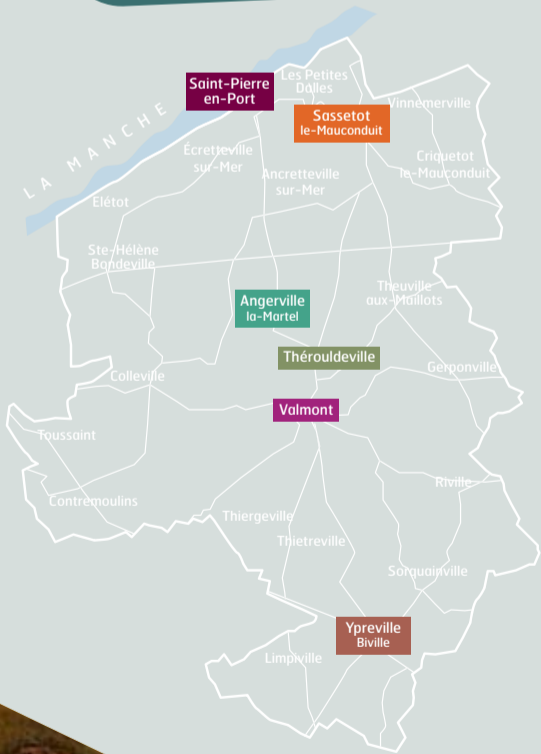 Saint-Pierre
en-Port
Les Petites
Dalles
Sassetot
le-Mauconduit
Vinnemerville
LA MANCHE
Écretteville
sur-Mer
Ancretteville
sur-Mer
Criquetot
le-Mauconduit
Elétot
Ste-Hélène
Bondeville
Angerville
la-Martel
Theuville
aux-Maillots
Thérouldeville
Colleville
Gerponville
Valmont
Toussaint
Contremoulins
Riville
Thiergeville
Thietreville
Sorquainville
Ypreville
Biville
Limpiville